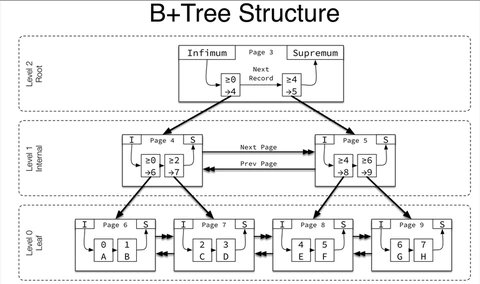 B+Tree Structure
Level 2
Root
Infimum
Page 3
Supremum
Next
Record
≥0
→4
≥4
→5
Level 1
Internal
I
Page 4
S
≥0
→6
≥2
→7
Next Page
Prev Page
I
Page 5
S
≥4
→8
≥6
→9
Level 0
Leaf
I
Page 6
S
0
A
1
B
I
Page 7
S
2
C
3
D
I
Page 8
S
4
E
5
F
I
Page 9
S
6
G
7
H